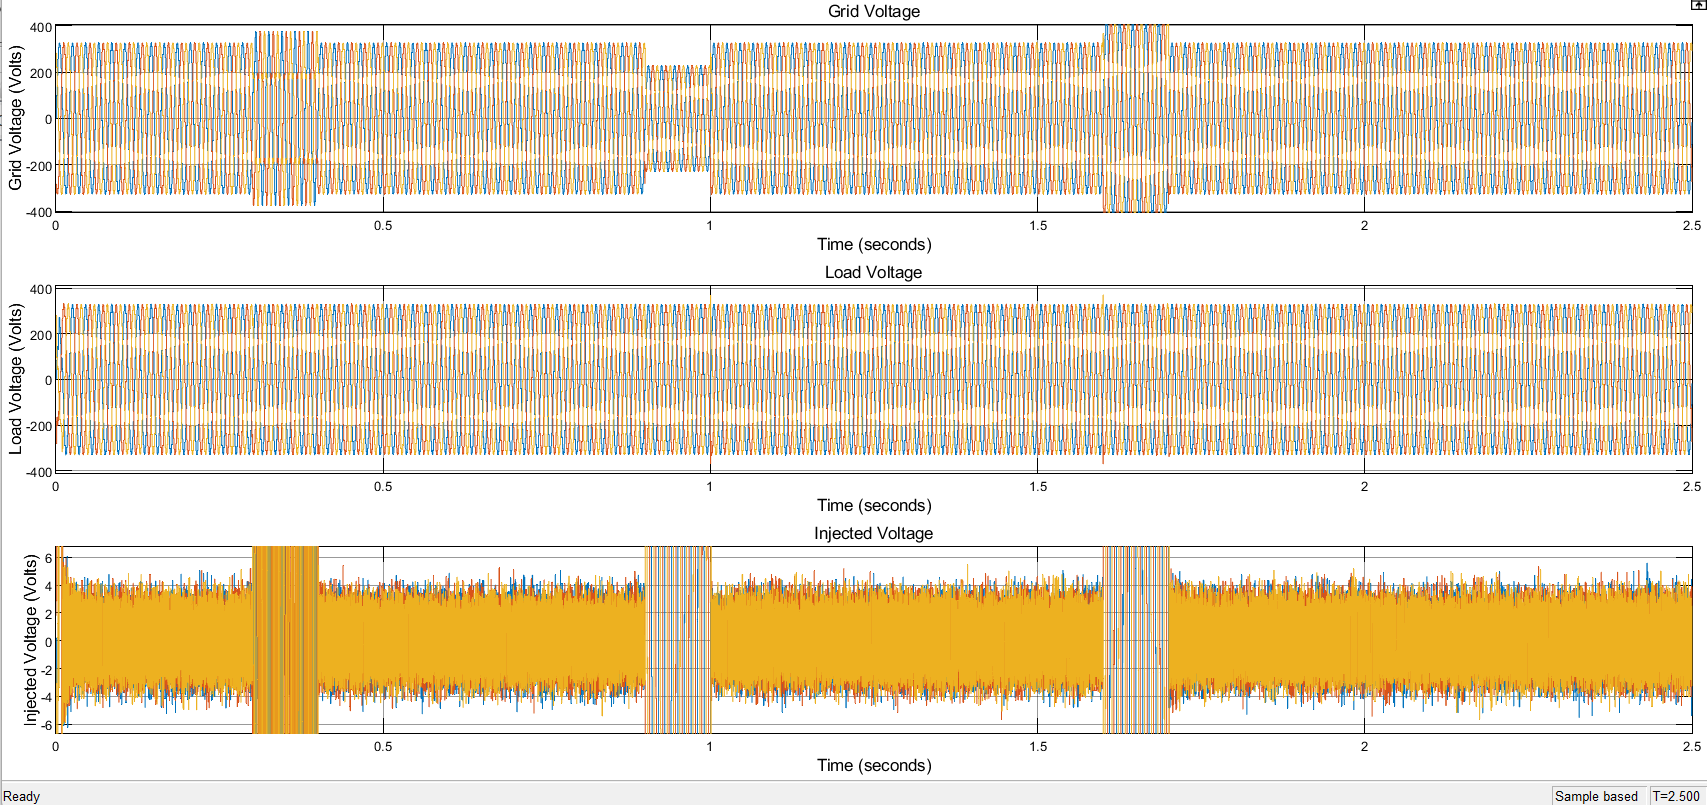 Grid Voltage
Grid Voltage (Volts)
400
200
0
-200
-400
0
0.5
1
1.5
2
2.5
Time (seconds)
Load Voltage
Load Voltage (Volts)
400
200
0
-200
-400
0
0.5
1
1.5
2
2.5
Time (seconds)
Injected Voltage
Injected Voltage (Volts)
6
4
2
0
-2
-4
-6
0
0.5
1
1.5
2
2.5
Time (seconds)
Ready
Sample based
T=2.500